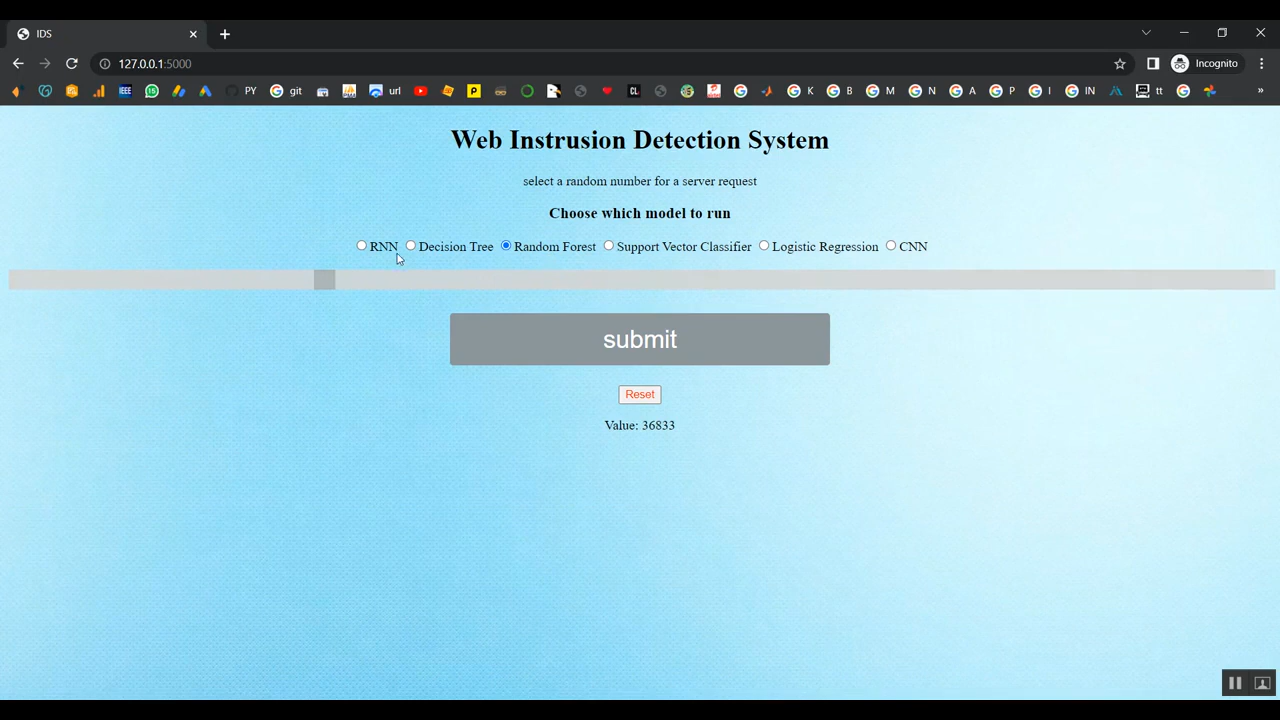 IDS
127.0.0.1:5000
Incognito
PY git url K B M N A P I IN tt »
Web Instrusion Detection System
select a random number for a server request
Choose which model to run
RNN Decision Tree Random Forest Support Vector Classifier Logistic Regression CNN
submit
Reset
Value: 36833